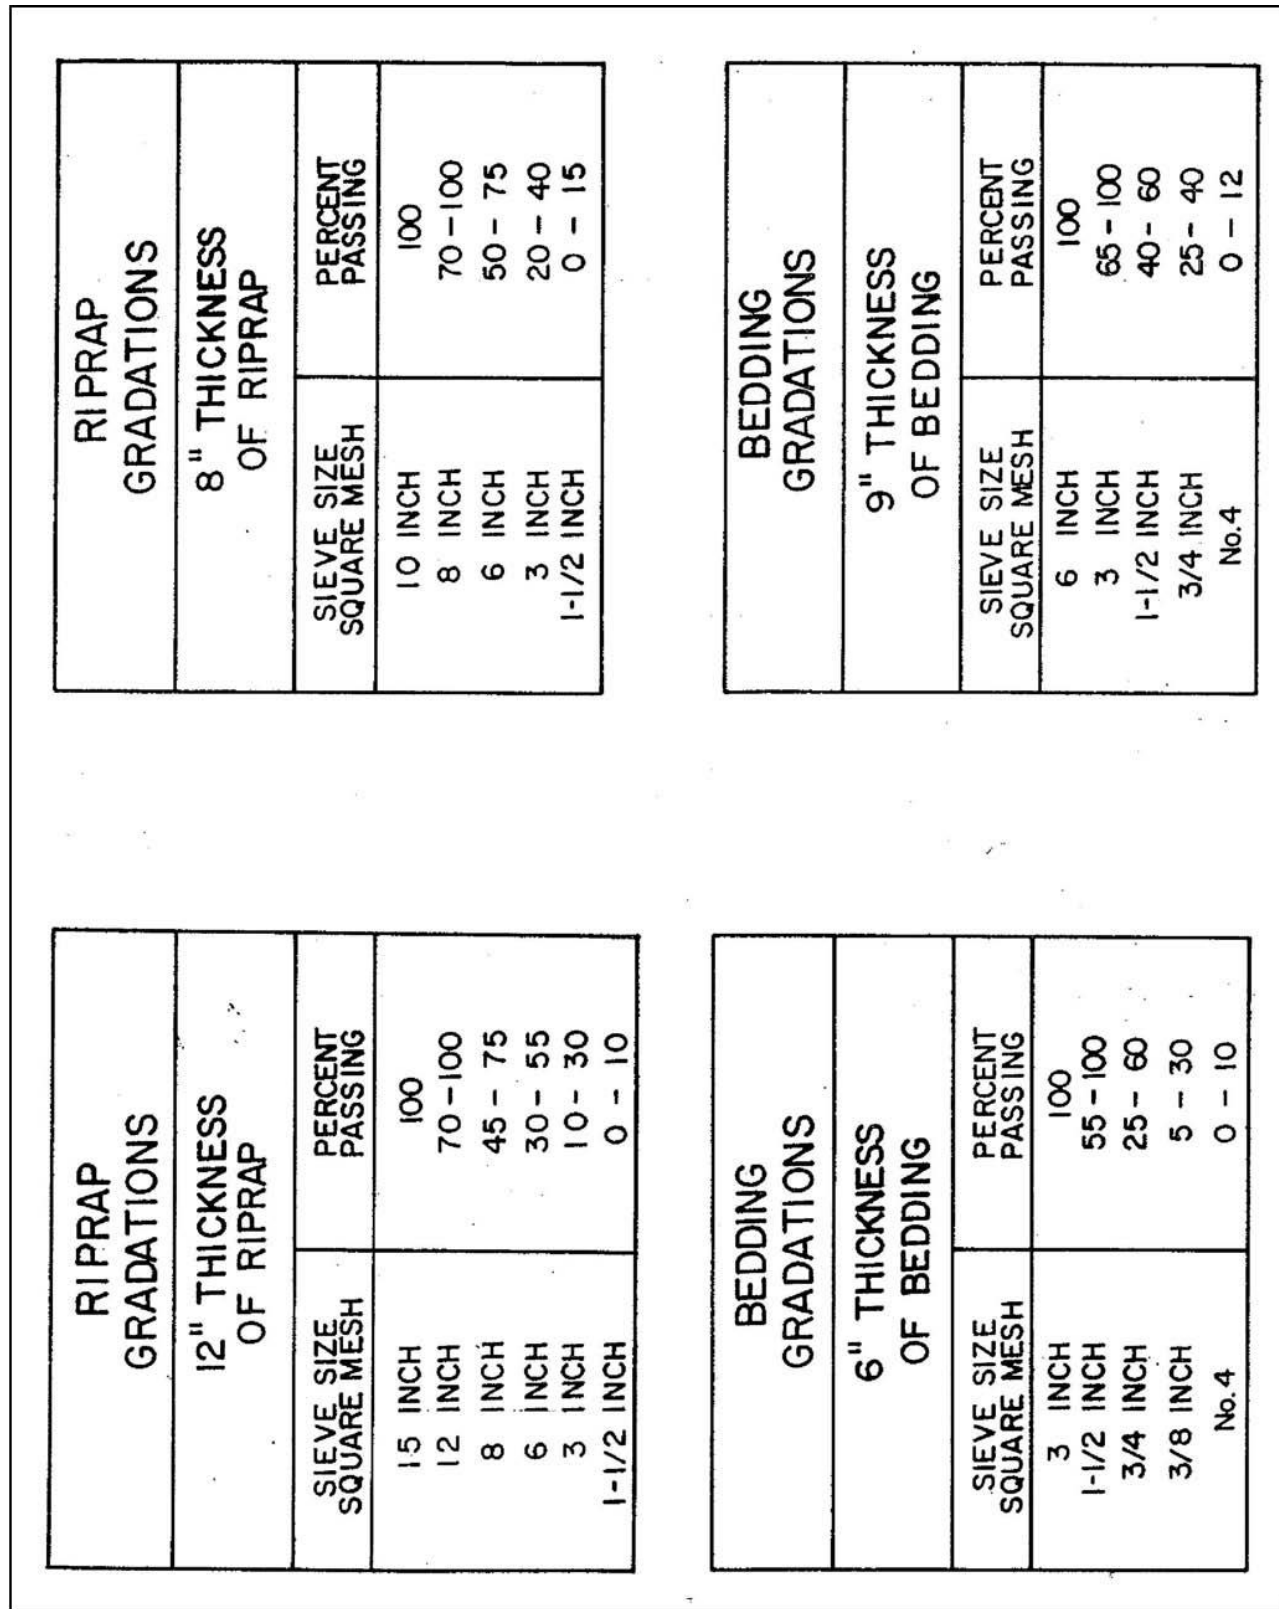 RIPRAP
GRADATIONS
12" THICKNESS
OF RIPRAP
SIEVE SIZE
SQUARE MESH
PERCENT
PASSING
15 INCH 100
12 INCH 70-100
8 INCH 45-75
6 INCH 30-55
3 INCH 10-30
1-1/2 INCH 0-10
RIPRAP
GRADATIONS
8" THICKNESS
OF RIPRAP
SIEVE SIZE
SQUARE MESH
PERCENT
PASSING
10 INCH 100
8 INCH 70-100
6 INCH 50-75
3 INCH 20-40
1-1/2 INCH 0-15
BEDDING
GRADATIONS
6" THICKNESS
OF BEDDING
SIEVE SIZE
SQUARE MESH
PERCENT
PASSING
3 INCH 100
1-1/2 INCH 55-100
3/4 INCH 25-60
3/8 INCH 5-30
No.4 0-10
BEDDING
GRADATIONS
9" THICKNESS
OF BEDDING
SIEVE SIZE
SQUARE MESH
PERCENT
PASSING
6 INCH 100
3 INCH 65-100
1-1/2 INCH 40-60
3/4 INCH 25-40
No.4 0-12